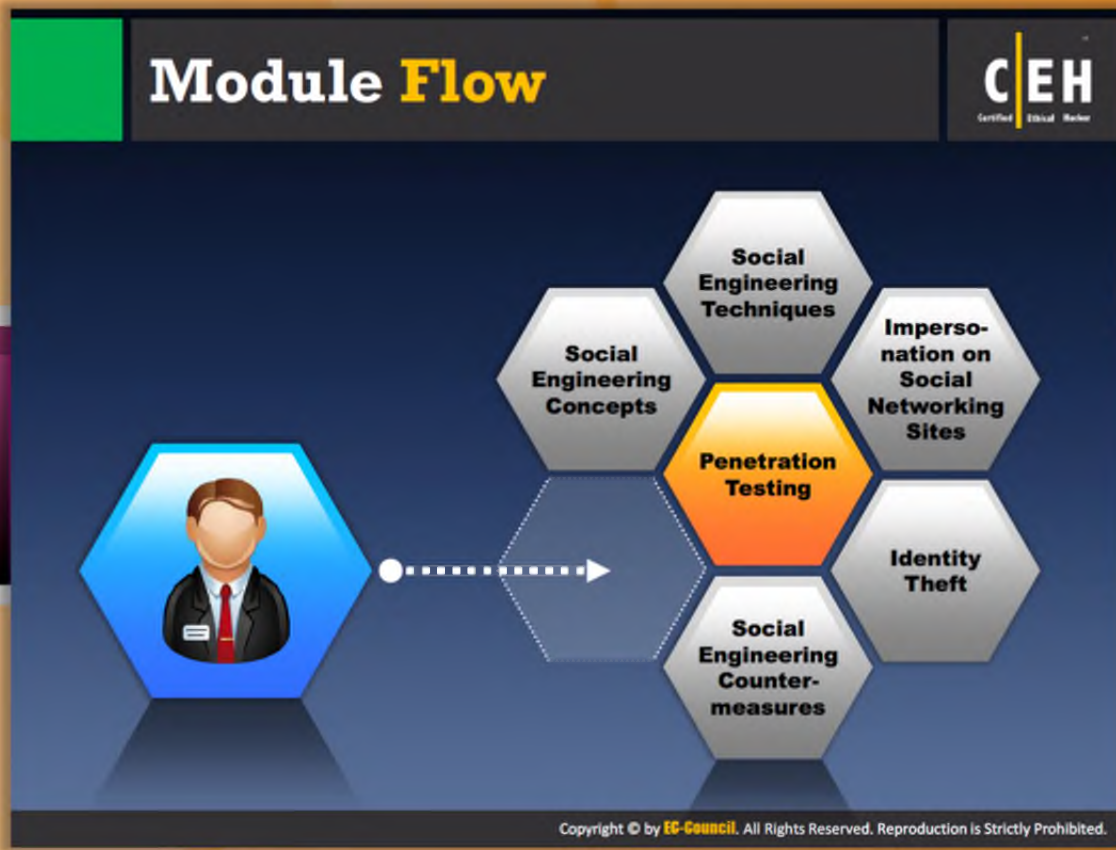 Module Flow
CEH
Certified Ethical Hacker
Social
Engineering
Techniques
Social
Engineering
Concepts
Imperso-
nation on
Social
Networking
Sites
Penetration
Testing
Identity
Theft
Social
Engineering
Counter-
measures
Copyright © by EC-Council. All Rights Reserved. Reproduction is Strictly Prohibited.